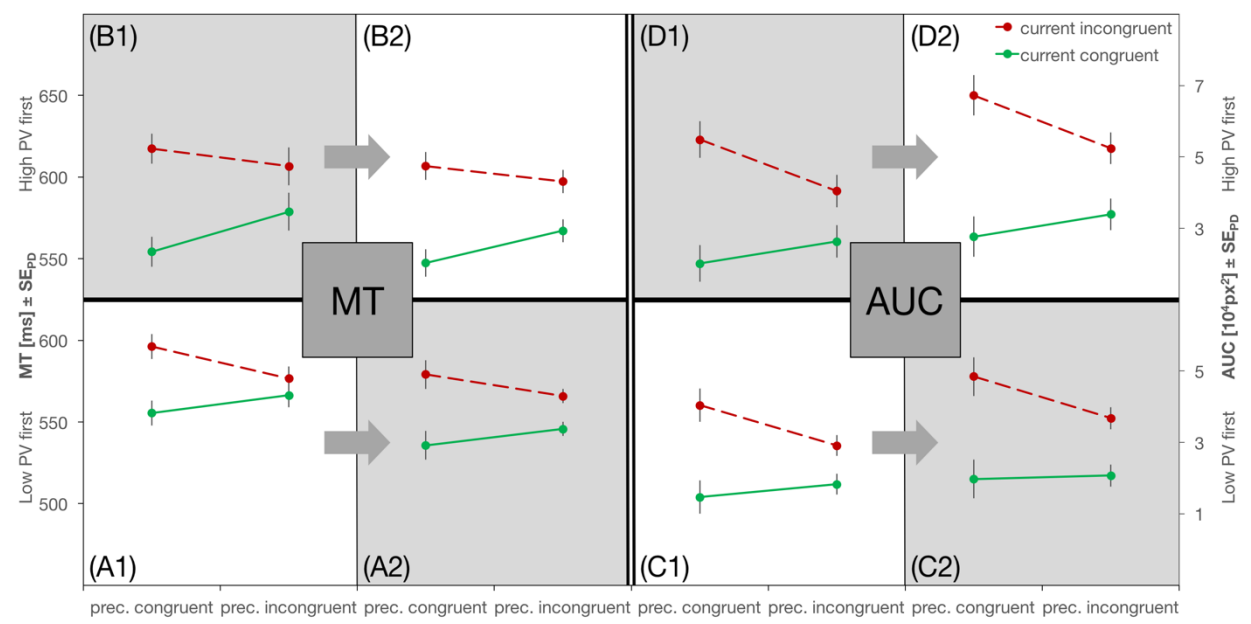 (B1)
(B2)
(D1)
(D2)
current incongruent
current congruent
High PV first
650
600
550
7
5
3
High PV first
MT [ms] ± SE_PD
MT
AUC
AUC [10⁴px²] ± SE_PD
Low PV first
600
550
500
5
3
1
Low PV first
(A1)
(A2)
(C1)
(C2)
prec. congruent prec. incongruent prec. congruent prec. incongruent prec. congruent prec. incongruent prec. congruent prec. incongruent